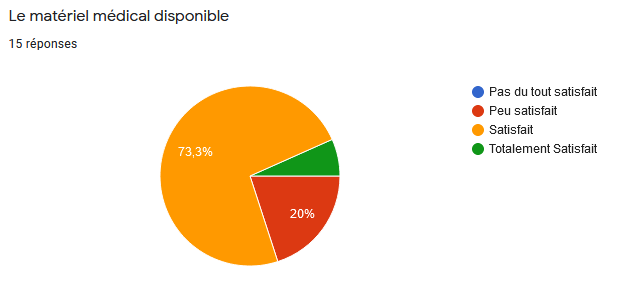 Le matériel médical disponible
15 réponses
Pas du tout satisfait
Peu satisfait
Satisfait
Totalement Satisfait
73,3%
20%